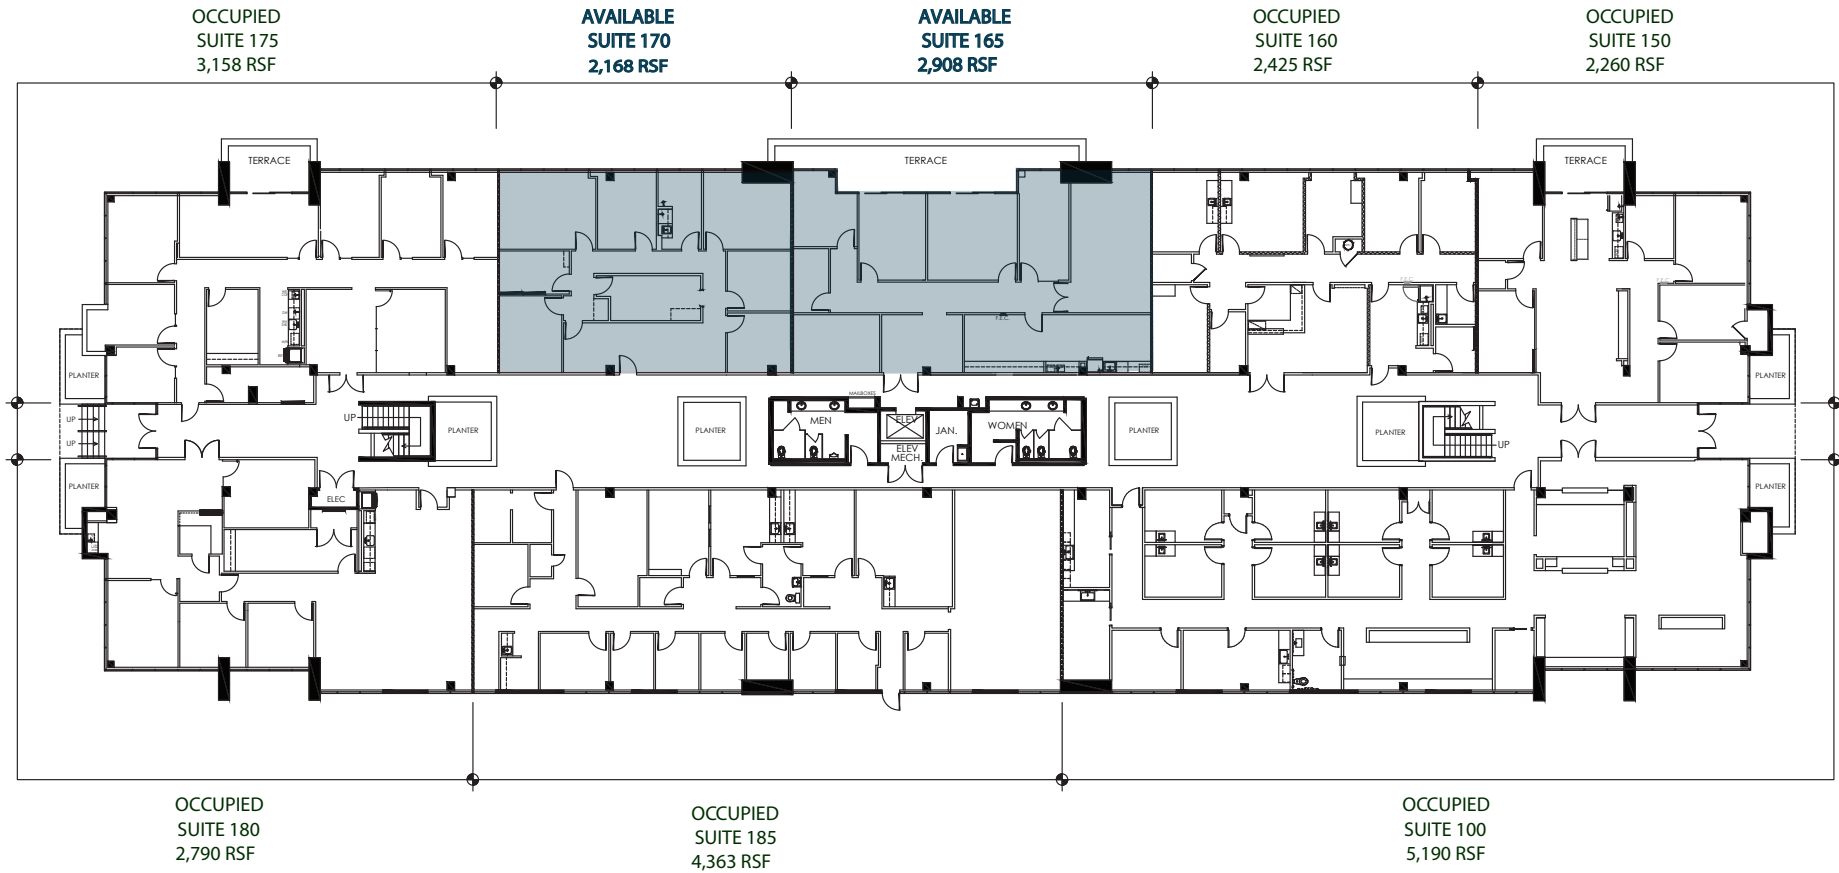 OCCUPIED
SUITE 175
3,158 RSF
AVAILABLE
SUITE 170
2,168 RSF
AVAILABLE
SUITE 165
2,908 RSF
OCCUPIED
SUITE 160
2,425 RSF
OCCUPIED
SUITE 150
2,260 RSF
TERRACE
TERRACE
TERRACE
F.E.C.
F.E.C.
F.E.C.
PLANTER
PLANTER
MAILBOXES
UP
UP
UP
PLANTER
PLANTER
MEN
ELEV
ELEV
MECH.
JAN.
WOMEN
PLANTER
PLANTER
UP
PLANTER
ELEC
PLANTER
OCCUPIED
SUITE 180
2,790 RSF
OCCUPIED
SUITE 185
4,363 RSF
OCCUPIED
SUITE 100
5,190 RSF